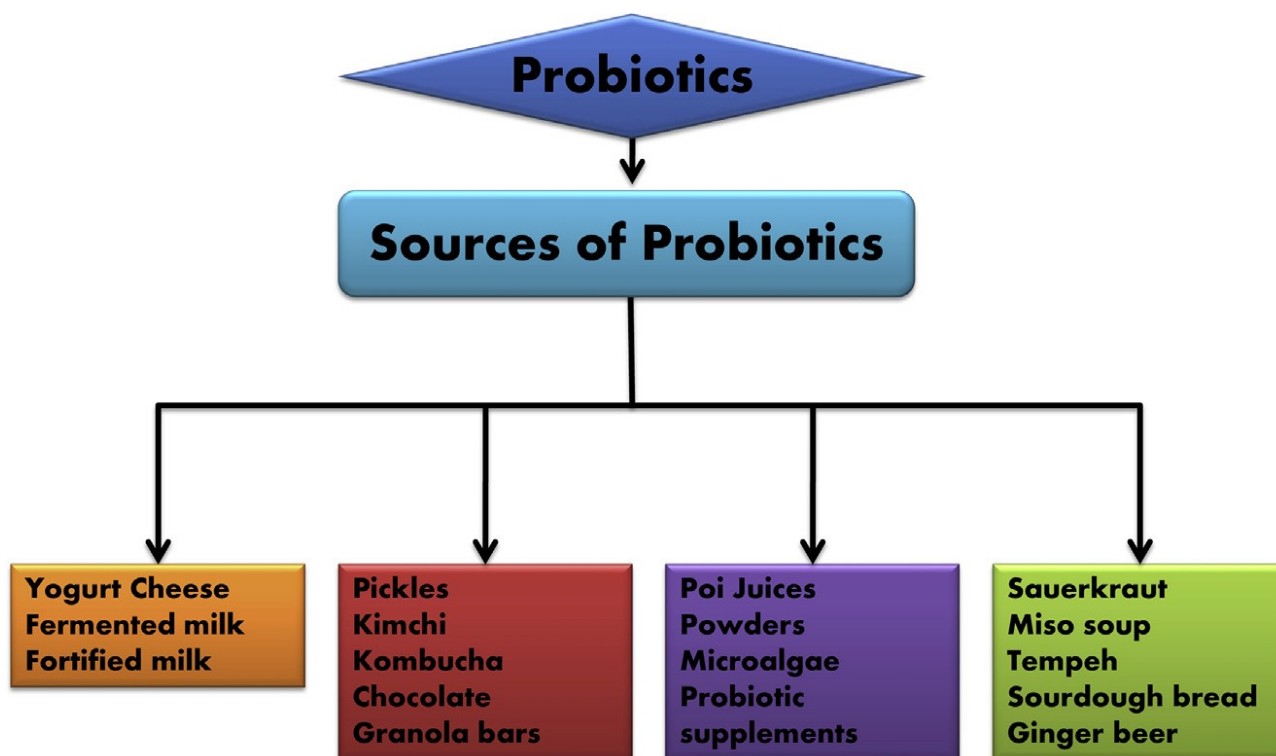 Probiotics
Sources of Probiotics
Yogurt Cheese
Fermented milk
Fortified milk
Pickles
Kimchi
Kombucha
Chocolate
Granola bars
Poi Juices
Powders
Microalgae
Probiotic
supplements
Sauerkraut
Miso soup
Tempeh
Sourdough bread
Ginger beer